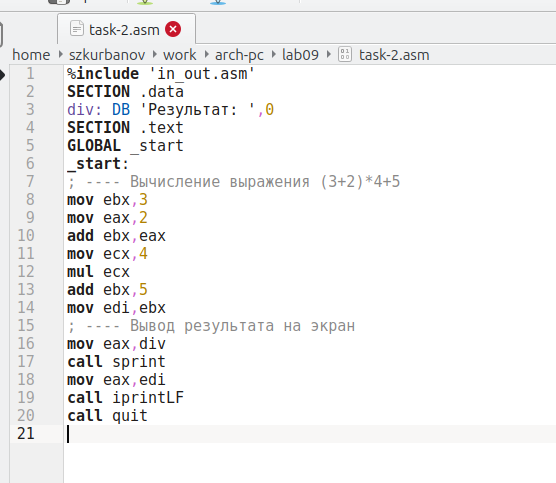 task-2.asm
home › szkurbanov › work › arch-pc › lab09 › task-2.asm
1 %include 'in_out.asm'
2 SECTION .data
3 div: DB 'Результат: ',0
4 SECTION .text
5 GLOBAL _start
6 _start:
7 ; ---- Вычисление выражения (3+2)*4+5
8 mov ebx,3
9 mov eax,2
10 add ebx,eax
11 mov ecx,4
12 mul ecx
13 add ebx,5
14 mov edi,ebx
15 ; ---- Вывод результата на экран
16 mov eax,div
17 call sprint
18 mov eax,edi
19 call iprintLF
20 call quit
21